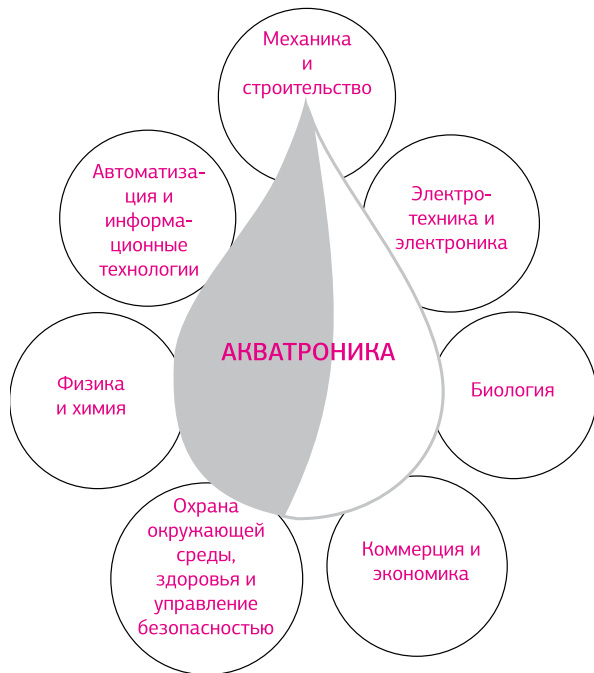 Механика
и
строительство
Автоматиза-
ция и
информа-
ционные
технологии
Электро-
техника и
электроника
АКВАТРОНИКА
Физика
и химия
Биология
Охрана
окружающей
среды,
здоровья и
управление
безопасностью
Коммерция и
экономика